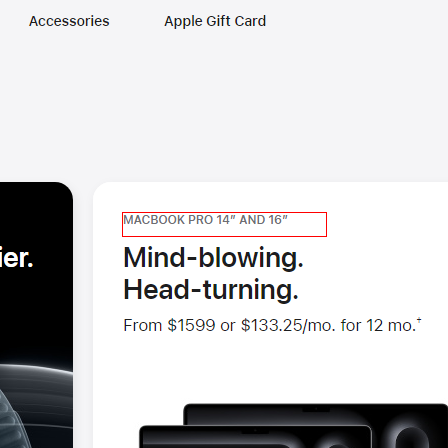 Accessories
Apple Gift Card
ier.
MACBOOK PRO 14” AND 16”
Mind-blowing.
Head-turning.
From $1599 or $133.25/mo. for 12 mo.†